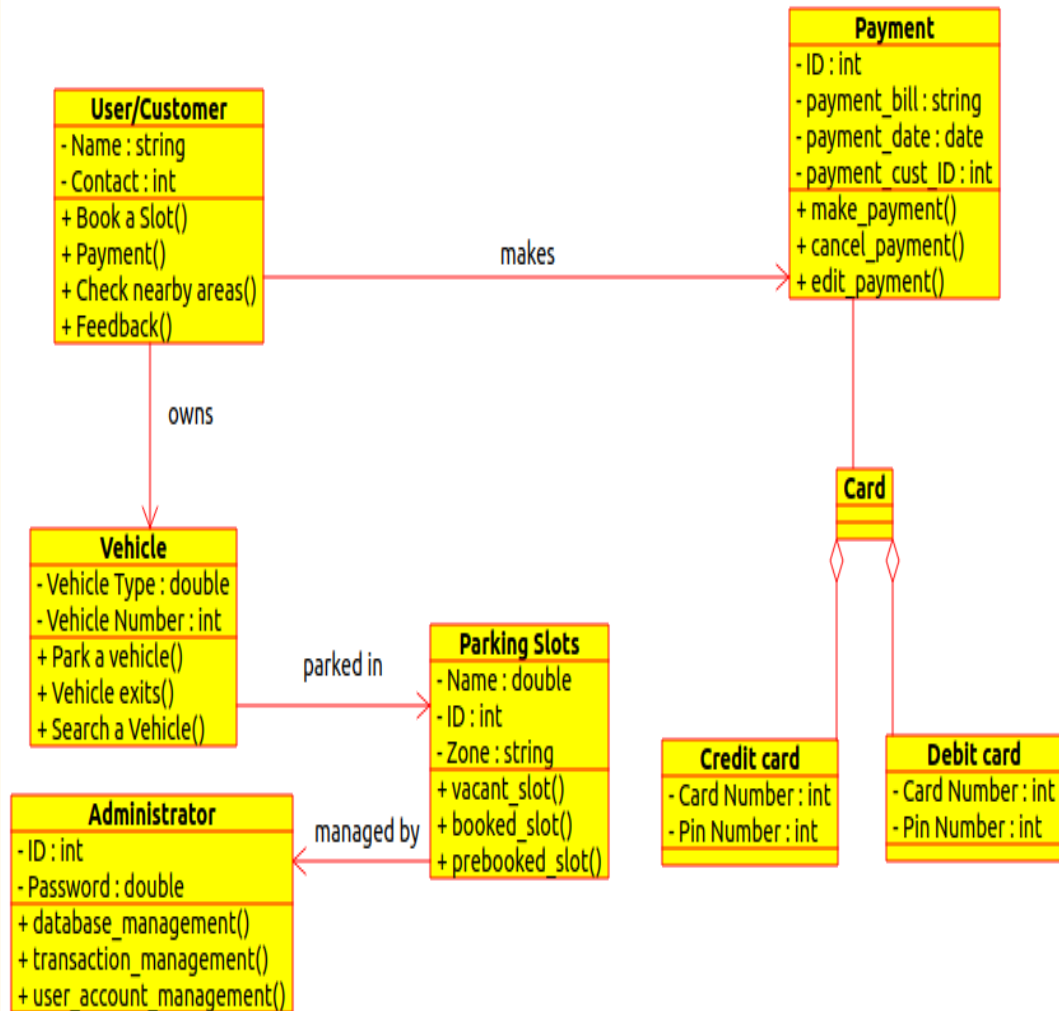 User/Customer
- Name : string
- Contact : int
+ Book a Slot()
+ Payment()
+ Check nearby areas()
+ Feedback()
makes
Payment
- ID : int
- payment_bill : string
- payment_date : date
- payment_cust_ID : int
+ make_payment()
+ cancel_payment()
+ edit_payment()
owns
Vehicle
- Vehicle Type : double
- Vehicle Number : int
+ Park a vehicle()
+ Vehicle exits()
+ Search a Vehicle()
parked in
Parking Slots
- Name : double
- ID : int
- Zone : string
+ vacant_slot()
+ booked_slot()
+ prebooked_slot()
managed by
Administrator
- ID : int
- Password : double
+ database_management()
+ transaction_management()
+ user_account_management()
Card
Credit card
- Card Number : int
- Pin Number : int
Debit card
- Card Number : int
- Pin Number : int